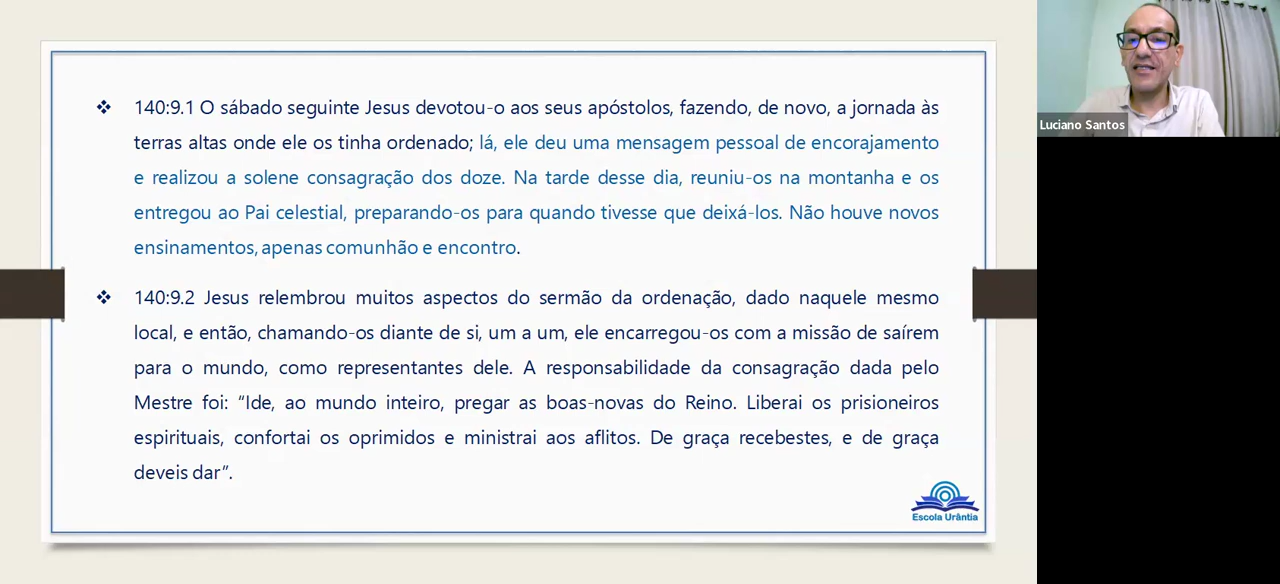 ❖ 140:9.1 O sábado seguinte Jesus devotou-o aos seus apóstolos, fazendo, de novo, a jornada às
terras altas onde ele os tinha ordenado; lá, ele deu uma mensagem pessoal de encorajamento
e realizou a solene consagração dos doze. Na tarde desse dia, reuniu-os na montanha e os
entregou ao Pai celestial, preparando-os para quando tivesse que deixá-los. Não houve novos
ensinamentos, apenas comunhão e encontro.
❖ 140:9.2 Jesus relembrou muitos aspectos do sermão da ordenação, dado naquele mesmo
local, e então, chamando-os diante de si, um a um, ele encarregou-os com a missão de saírem
para o mundo, como representantes dele. A responsabilidade da consagração dada pelo
Mestre foi: “Ide, ao mundo inteiro, pregar as boas-novas do Reino. Liberai os prisioneiros
espirituais, confortai os oprimidos e ministrai aos aflitos. De graça recebestes, e de graça
deveis dar”.
Escola Urântia
Luciano Santos